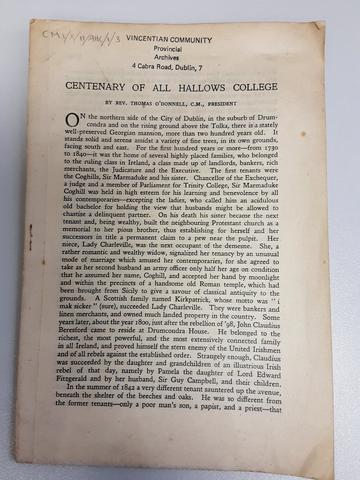 CM1/X/11/AHC/1/3
VINCENTIAN COMMUNITY
Provincial
Archives
4 Cabra Road, Dublin, 7
CENTENARY OF ALL HALLOWS COLLEGE
BY REV. THOMAS O'DONNELL, C.M., PRESIDENT
ON the northern side of the City of Dublin, in the suburb of Drum-
condra and on the rising ground above the Tolka, there is a stately
well-preserved Georgian mansion, more than two hundred years old. It
stands solid and serene amidst a variety of fine trees, in its own grounds,
facing south and east. For the first hundred years or more—from 1730
to 1840—it was the home of several highly placed families, who belonged
to the ruling class in Ireland, a class made up of landlords, bankers, rich
merchants, the Judicature and the Executive. The first tenants were
the Coghills, Sir Marmaduke and his sister. Chancellor of the Exchequer,
a judge and a member of Parliament for Trinity College, Sir Marmaduke
Coghill was held in high esteem for his learning and benevolence by all
his contemporaries—excepting the ladies, who called him an acidulous
old bachelor for holding the view that husbands might be allowed to
chastise a delinquent partner. On his death his sister became the next
tenant and, being wealthy, built the neighbouring Protestant church as a
memorial to her pious brother, thus establishing for herself and her
successors in title a permanent claim to a pew near the pulpit. Her
niece, Lady Charleville, was the next occupant of the demesne. She, a
rather romantic and wealthy widow, signalized her tenancy by an unusual
mode of marriage which amused her contemporaries, for she agreed to
take as her second husband an army officer only half her age on condition
that he assumed her name, Coghill, and accepted her hand by moonlight
and within the precincts of a handsome old Roman temple, which had
been brought from Sicily to give a savour of classical antiquity to the
grounds. A Scottish family named Kirkpatrick, whose motto was " i
mak sicker " (sure), succeeded Lady Charleville. They were bankers and
linen merchants, and owned much landed property in the country. Some
years later, about the year 1800, just after the rebellion of '98, John Claudius
Beresford came to reside at Drumcondra House. He belonged to the
richest, the most powerful, and the most extensively connected family
in all Ireland, and proved himself the stern enemy of the United Irishmen
and of all rebels against the established order. Strangely enough, Claudius
was succeeded by the daughter and grandchildren of an illustrious Irish
rebel of that day, namely by Pamela the daughter of Lord Edward
Fitzgerald and by her husband, Sir Guy Campbell, and their children.
In the summer of 1842 a very different tenant sauntered up the avenue,
beneath the shelter of the beeches and oaks. He was so different from
the former tenants—only a poor man's son, a papist, and a priest—that